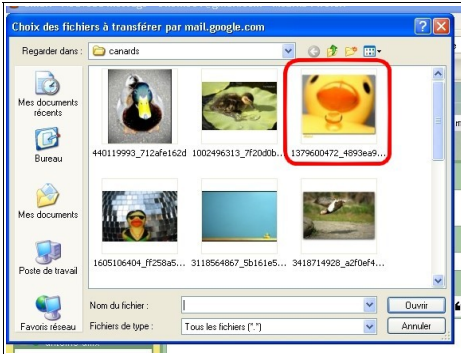 Choix des fichiers à transférer par mail.google.com
Regarder dans :
canards
Mes documents
récents
Bureau
Mes documents
Poste de travail
Favoris réseau
440119993_712afe162d
1002496313_7f20d0b...
1379600472_4893ea9...
1605106404_ff258a5...
3118564867_5b161e5...
3418714928_a2f0ef4...
Nom du fichier :
Ouvrir
Fichiers de type :
Tous les fichiers (*.*)
Annuler